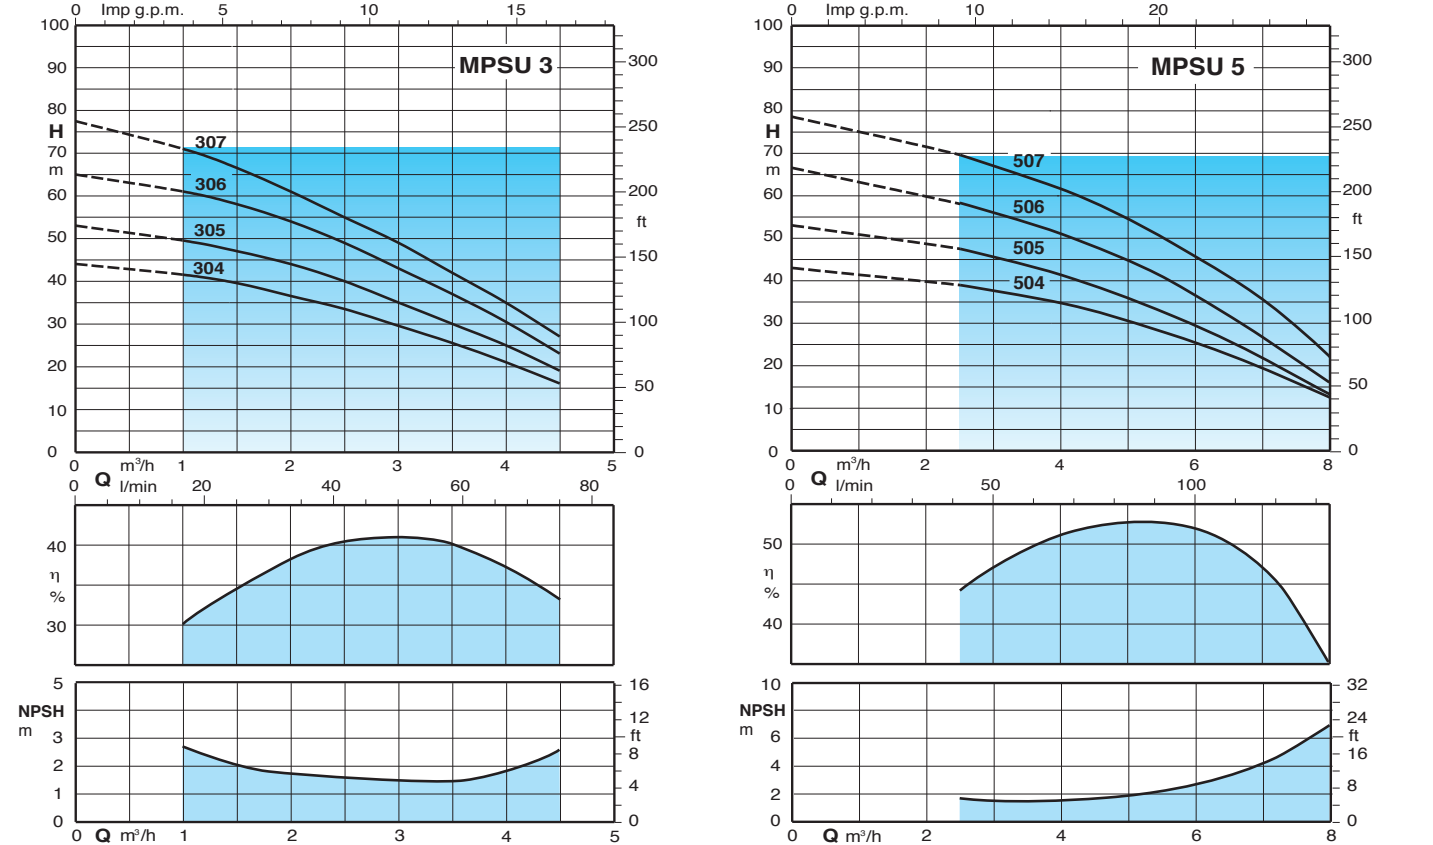 0 Imp g.p.m. 5 10 15
100
90
80
H
70
m
60
50
40
30
20
10
0
MPSU 3
307
306
305
304
300
250
200
ft
150
100
50
0
0 m³/h 1 2 3 4 5
Q
0 l/min 20 40 60 80
40
η
%
30
5
NPSH
m
3
2
1
0
16
12
ft
8
4
0
0 Q m³/h 1 2 3 4 5
0 Imp g.p.m. 10 20
100
90
80
H
70
m
60
50
40
30
20
10
0
MPSU 5
507
506
505
504
300
250
200
ft
150
100
50
0
0 m³/h 2 4 6 8
Q
0 l/min 50 100
50
η
%
40
10
NPSH
m
6
4
2
0
32
24
ft
16
8
0
0 Q m³/h 2 4 6 8